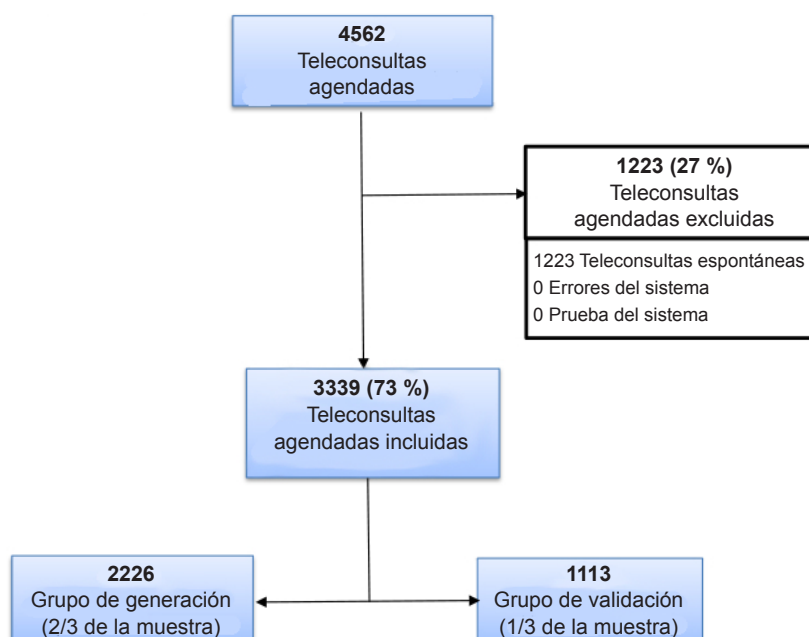 4562
Teleconsultas
agendadas
1223 (27 %)
Teleconsultas
agendadas excluidas
1223 Teleconsultas espontáneas
0 Errores del sistema
0 Prueba del sistema
3339 (73 %)
Teleconsultas
agendadas incluidas
2226
Grupo de generación
(2/3 de la muestra)
1113
Grupo de validación
(1/3 de la muestra)